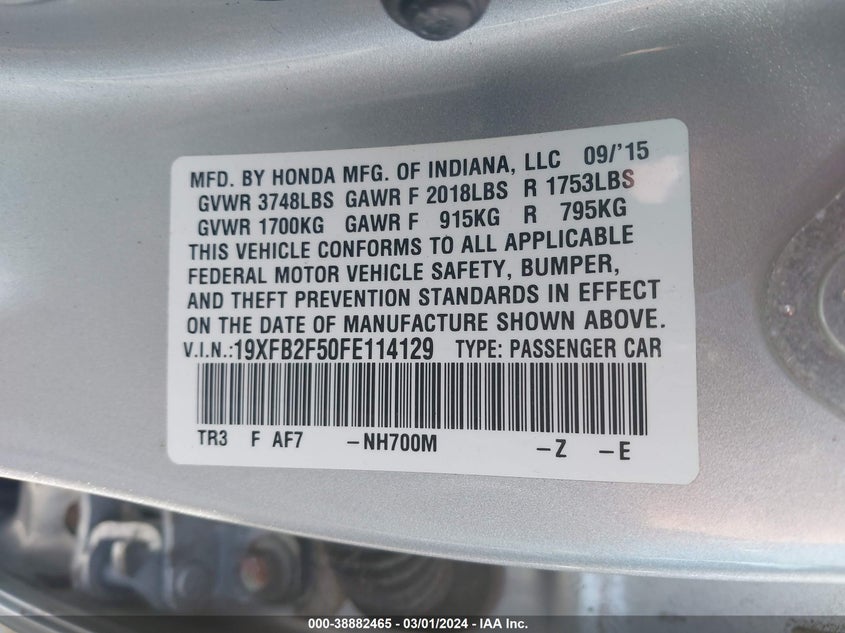 MFD. BY HONDA MFG. OF INDIANA, LLC 09/'15
GVWR 3748LBS GAWR F 2018LBS R 1753LBS
GVWR 1700KG GAWR F 915KG R 795KG
THIS VEHICLE CONFORMS TO ALL APPLICABLE
FEDERAL MOTOR VEHICLE SAFETY, BUMPER,
AND THEFT PREVENTION STANDARDS IN EFFECT
ON THE DATE OF MANUFACTURE SHOWN ABOVE.
V.I.N.:19XFB2F50FE114129 TYPE: PASSENGER CAR
TR3 F AF7 –NH700M –Z –E
000-38882465 - 03/01/2024 - IAA Inc.